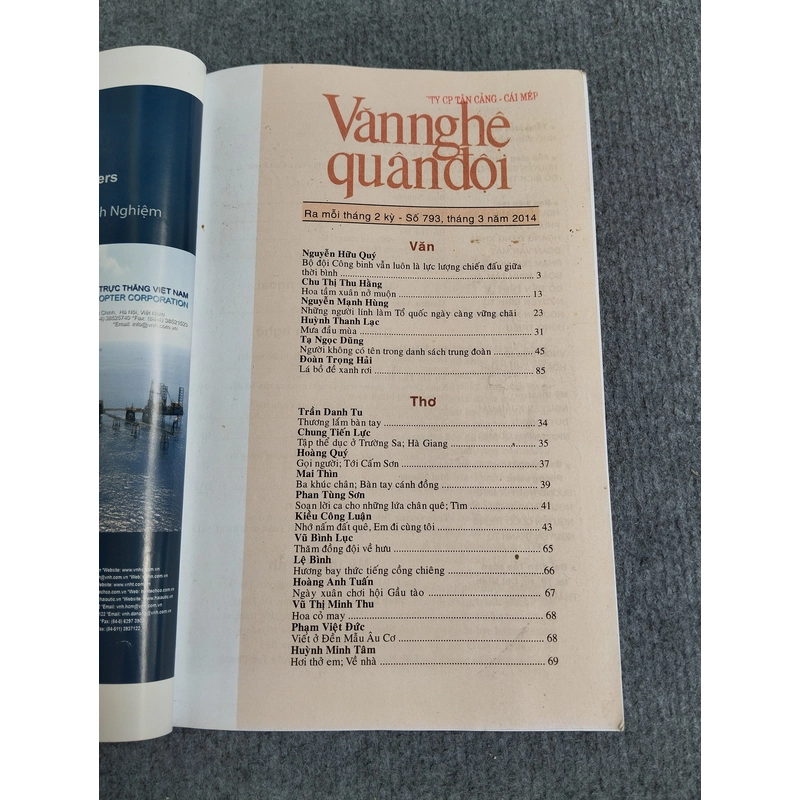 ers
h Nghiệm
TRỰC THĂNG VIỆT NAM
OPTER CORPORATION
TY CP TÂN CẢNG - CÁI MÉP
Văn nghệ
quân đội
Ra mỗi tháng 2 kỳ - Số 793, tháng 3 năm 2014
Văn
Nguyễn Hữu Quý
Bộ đội Công binh vẫn luôn là lực lượng chiến đấu giữa
thời bình 3
Chu Thị Thu Hằng
Hoa tầm xuân nở muộn 13
Nguyễn Mạnh Hùng
Những người lính làm Tổ quốc ngày càng vững chãi 23
Huỳnh Thanh Lạc
Mưa đầu mùa 31
Tạ Ngọc Dũng
Người không có tên trong danh sách trung đoàn 45
Đoàn Trọng Hải
Lá bồ đề xanh rơi 85
Thơ
Trần Danh Tu
Thương lắm bàn tay 34
Chung Tiến Lực
Tập thể dục ở Trường Sa; Hà Giang 35
Hoàng Quý
Gọi người; Tới Cấm Sơn 37
Mai Thìn
Ba khúc chân; Bàn tay cánh đồng 39
Phan Tùng Sơn
Soạn lời ca cho những lứa chân quê; Tìm 41
Kiều Công Luận
Nhớ nấm đất quê, Em đi cùng tôi 43
Vũ Bình Lục
Thăm đồng đội về hưu 65
Lệ Bình
Hương bay thức tiếng cồng chiêng 66
Hoàng Anh Tuấn
Ngày xuân chơi hội Gầu tào 67
Vũ Thị Minh Thu
Hoa cỏ may 68
Phạm Việt Đức
Viết ở Đền Mẫu Âu Cơ 68
Huỳnh Minh Tâm
Hơi thở em; Về nhà 69